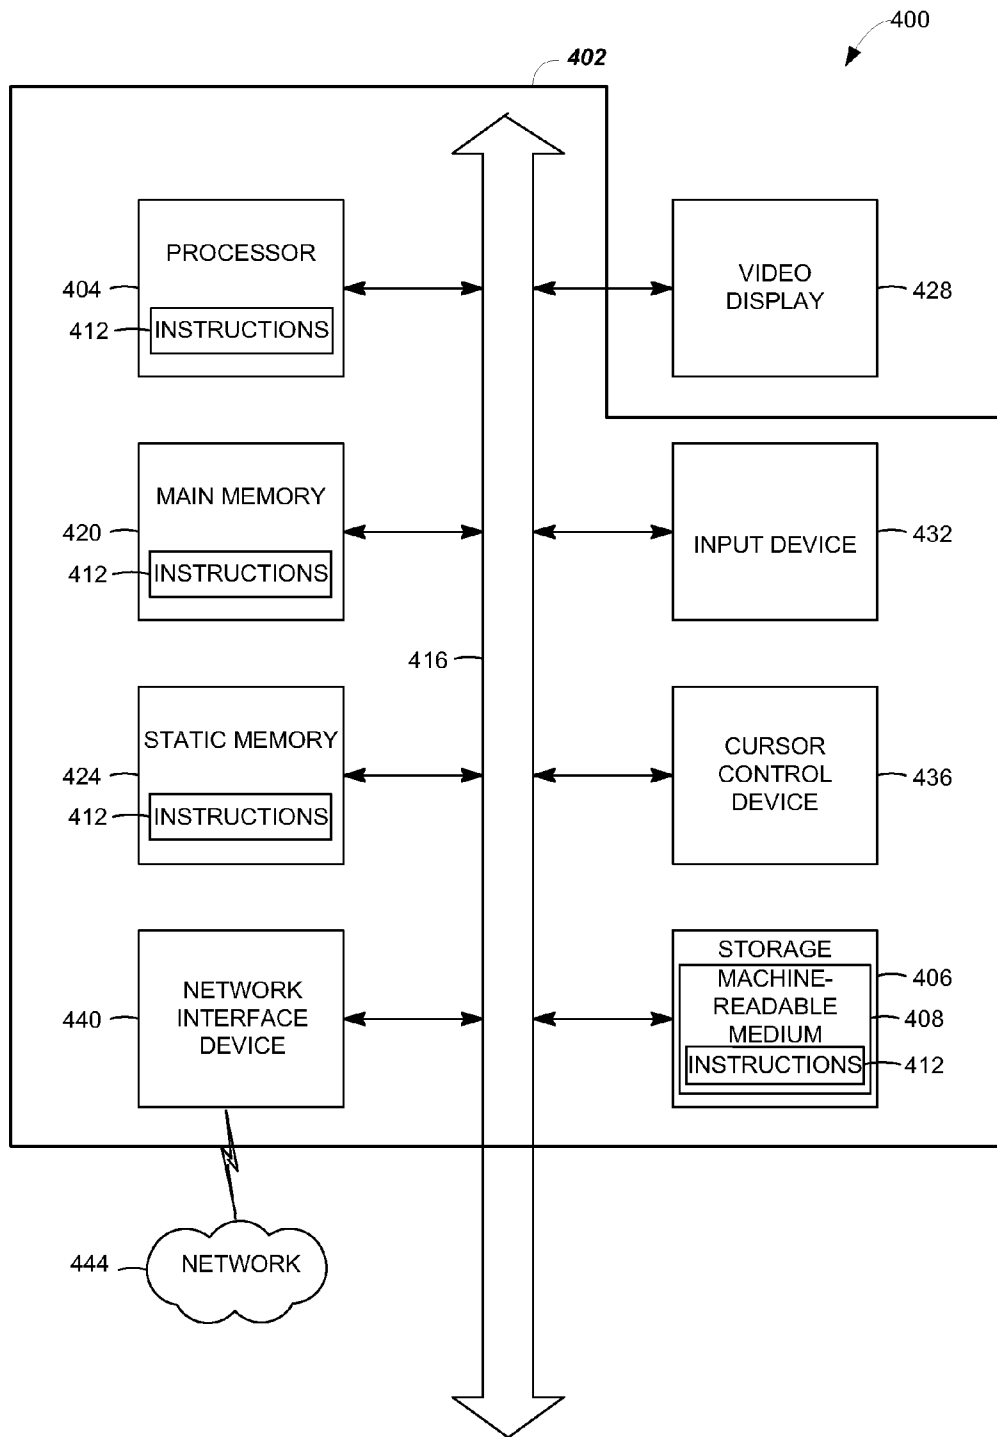 400
402
PROCESSOR
404
412
INSTRUCTIONS
VIDEO
DISPLAY
428
MAIN MEMORY
420
412
INSTRUCTIONS
INPUT DEVICE
432
416
STATIC MEMORY
424
412
INSTRUCTIONS
CURSOR
CONTROL
DEVICE
436
NETWORK
INTERFACE
DEVICE
440
STORAGE
MACHINE-
READABLE
MEDIUM
INSTRUCTIONS
406
408
412
444
NETWORK